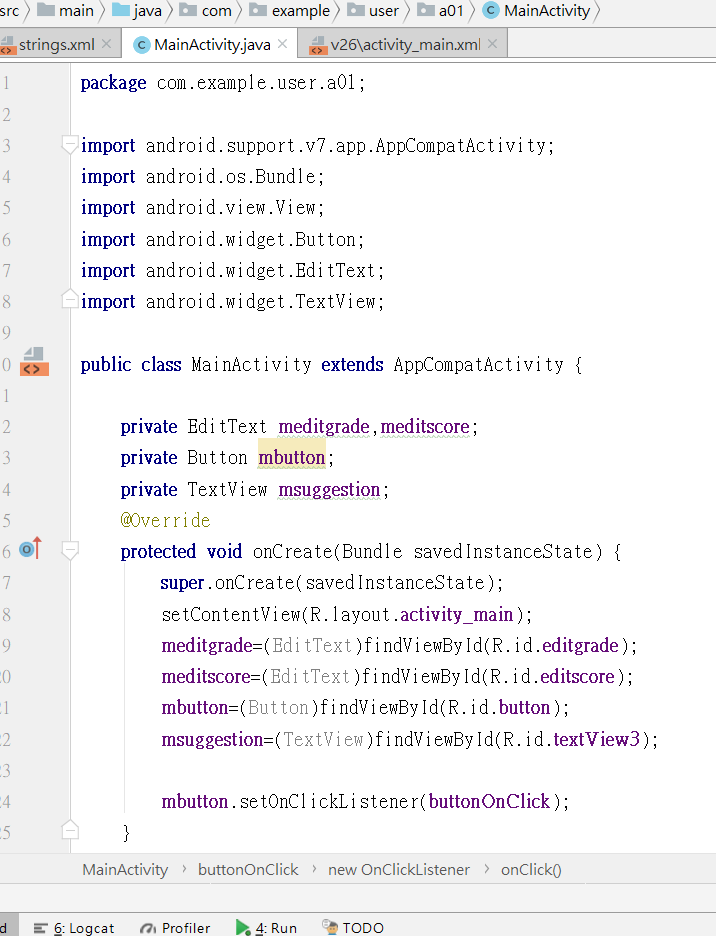 src main java com example user a01 MainActivity
strings.xml MainActivity.java v26\activity_main.xml
1 package com.example.user.a01;
2
3 import android.support.v7.app.AppCompatActivity;
4 import android.os.Bundle;
5 import android.view.View;
6 import android.widget.Button;
7 import android.widget.EditText;
8 import android.widget.TextView;
9
0 public class MainActivity extends AppCompatActivity {
1
2 private EditText meditgrade,meditscore;
3 private Button mbutton;
4 private TextView msuggestion;
5 @Override
6 protected void onCreate(Bundle savedInstanceState) {
7 super.onCreate(savedInstanceState);
8 setContentView(R.layout.activity_main);
9 meditgrade=(EditText)findViewById(R.id.editgrade);
20 meditscore=(EditText)findViewById(R.id.editscore);
21 mbutton=(Button)findViewById(R.id.button);
22 msuggestion=(TextView)findViewById(R.id.textView3);
23
24 mbutton.setOnClickListener(buttonOnClick);
25 }
MainActivity buttonOnClick new OnClickListener onClick()
d 6: Logcat Profiler 4: Run TODO